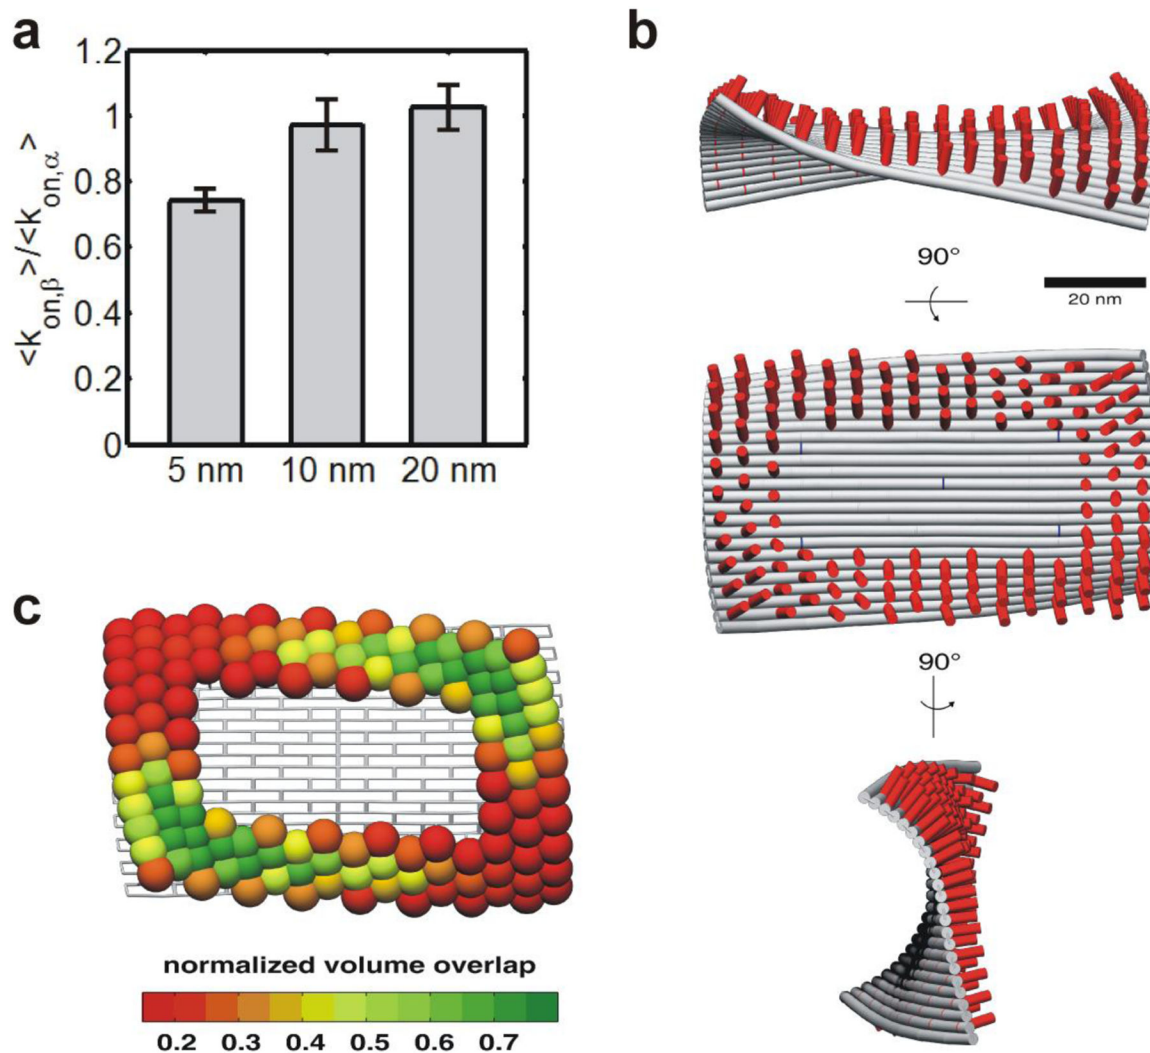 a
<k_on,β>/<k_on,α>
1.2
1
0.8
0.6
0.4
0.2
0
5 nm 10 nm 20 nm
b
90°
20 nm
90°
c
normalized volume overlap
0.2 0.3 0.4 0.5 0.6 0.7